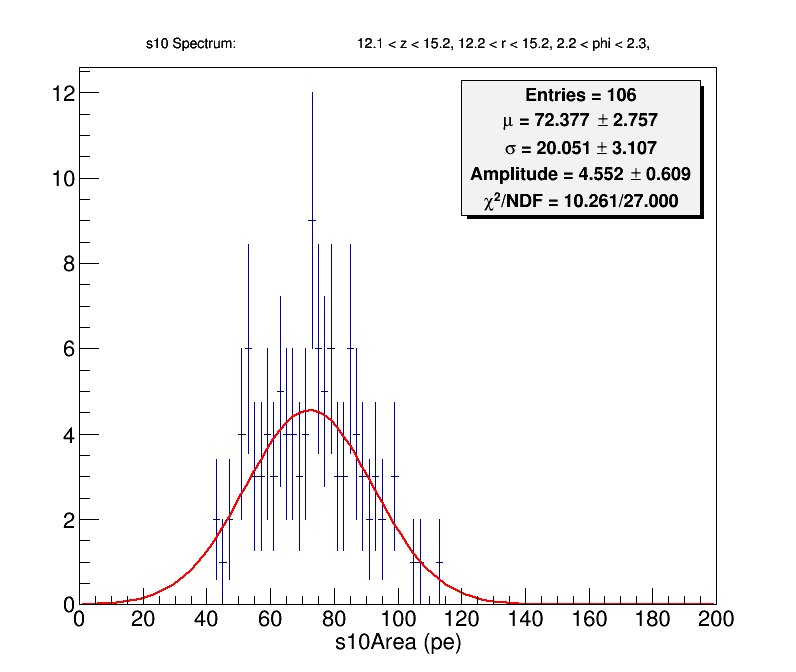 s10 Spectrum: 12.1 < z < 15.2, 12.2 < r < 15.2, 2.2 < phi < 2.3,
Entries = 106
μ = 72.377 ± 2.757
σ = 20.051 ± 3.107
Amplitude = 4.552 ± 0.609
χ²/NDF = 10.261/27.000
12
10
8
6
4
2
0
0 20 40 60 80 100 120 140 160 180 200
s10Area (pe)